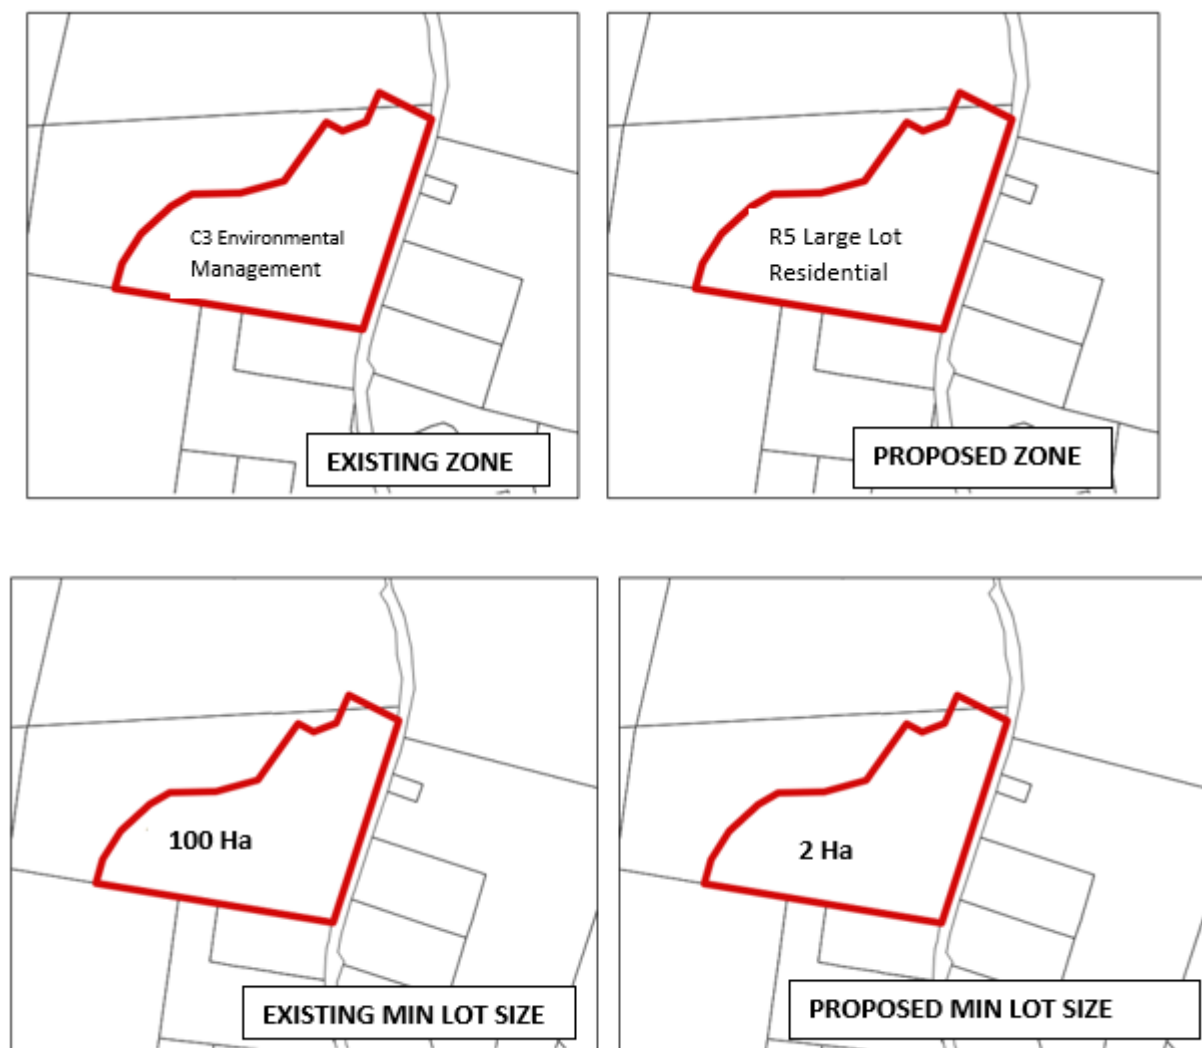 C3 Environmental
Management
EXISTING ZONE
R5 Large Lot
Residential
PROPOSED ZONE
100 Ha
EXISTING MIN LOT SIZE
2 Ha
PROPOSED MIN LOT SIZE